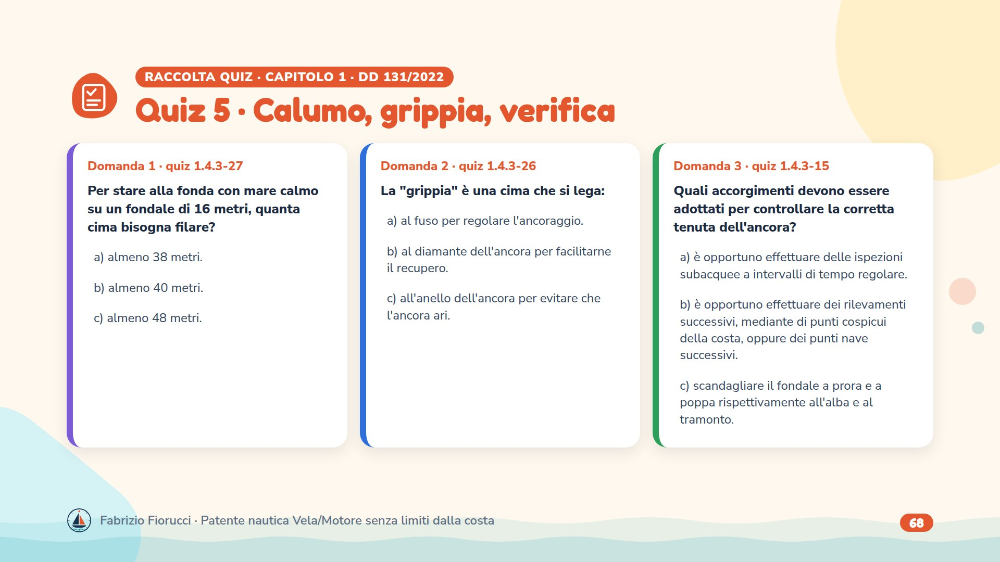 RACCOLTA QUIZ · CAPITOLO 1 · DD 131/2022
Quiz 5 · Calumo, grippia, verifica
Domanda 1 · quiz 1.4.3-27
Per stare alla fonda con mare calmo
su un fondale di 16 metri, quanta
cima bisogna filare?
a) almeno 38 metri.
b) almeno 40 metri.
c) almeno 48 metri.
Domanda 2 · quiz 1.4.3-26
La "grippia" è una cima che si lega:
a) al fuso per regolare l'ancoraggio.
b) al diamante dell'ancora per facilitarne
il recupero.
c) all'anello dell'ancora per evitare che
l'ancora ari.
Domanda 3 · quiz 1.4.3-15
Quali accorgimenti devono essere
adottati per controllare la corretta
tenuta dell'ancora?
a) è opportuno effettuare delle ispezioni
subacquee a intervalli di tempo regolare.
b) è opportuno effettuare dei rilevamenti
successivi, mediante di punti cospicui
della costa, oppure dei punti nave
successivi.
c) scandagliare il fondale a prora e a
poppa rispettivamente all'alba e al
tramonto.
Fabrizio Fiorucci · Patente nautica Vela/Motore senza limiti dalla costa
68